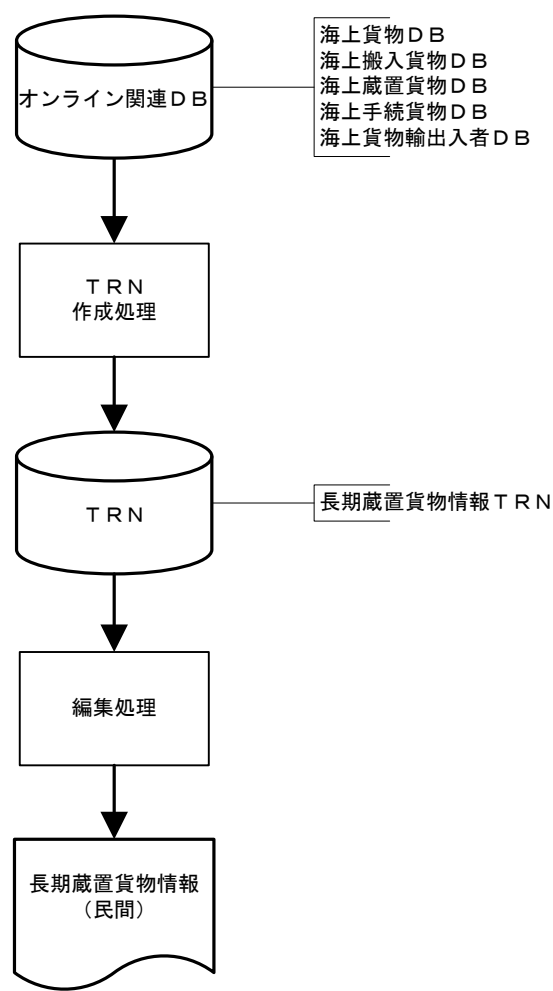 オンライン関連ＤＢ
海上貨物ＤＢ
海上搬入貨物ＤＢ
海上蔵置貨物ＤＢ
海上手続貨物ＤＢ
海上貨物輸出入者ＤＢ
ＴＲＮ
作成処理
ＴＲＮ
長期蔵置貨物情報ＴＲＮ
編集処理
長期蔵置貨物情報
（民間）